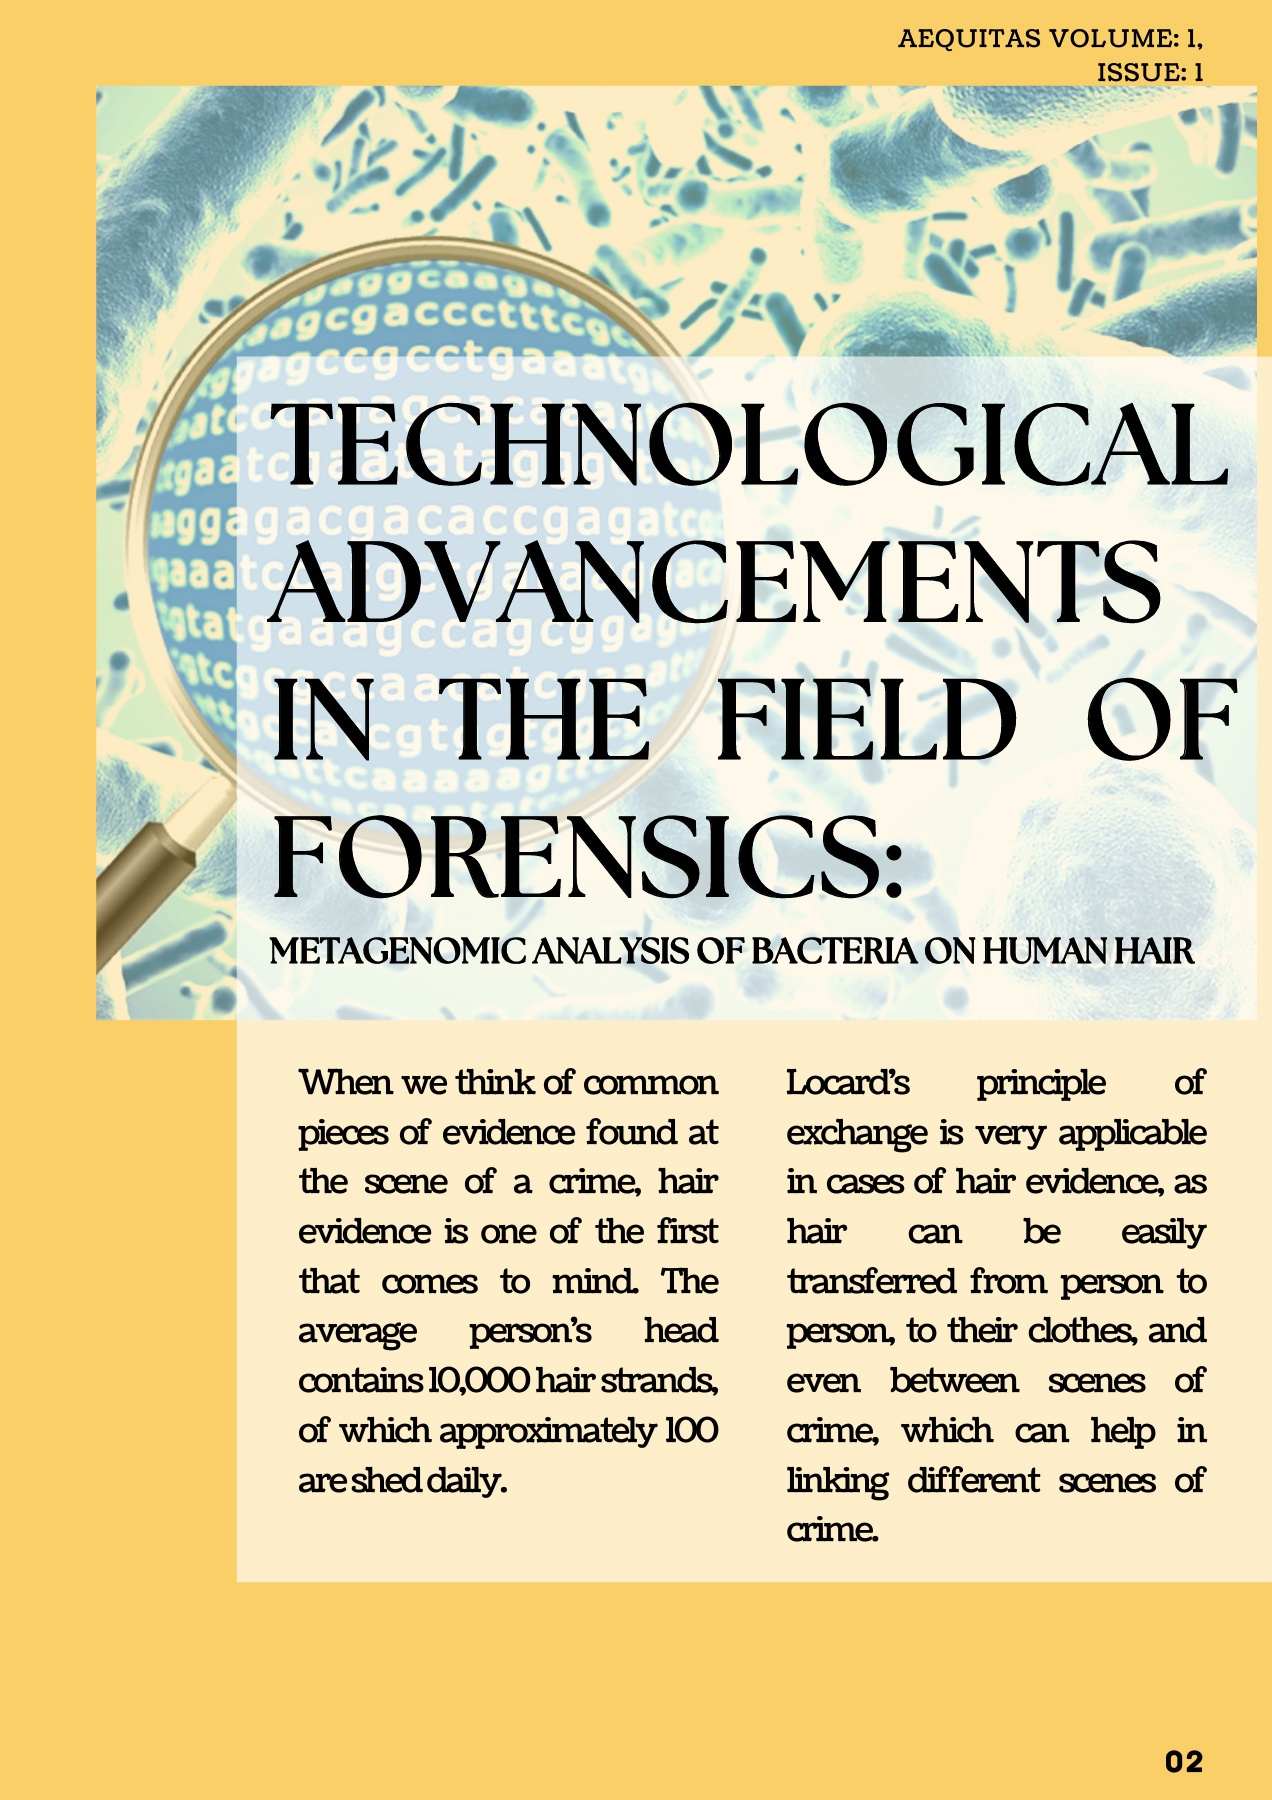 AEQUITAS VOLUME: 1,
ISSUE: 1
TECHNOLOGICAL
ADVANCEMENTS
IN THE FIELD OF
FORENSICS:
METAGENOMIC ANALYSIS OF BACTERIA ON HUMAN HAIR
When we think of common
pieces of evidence found at
the scene of a crime, hair
evidence is one of the first
that comes to mind. The
average person's head
contains 10,000 hair strands,
of which approximately 100
are shed daily.
Locard's principle of
exchange is very applicable
in cases of hair evidence, as
hair can be easily
transferred from person to
person, to their clothes, and
even between scenes of
crime, which can help in
linking different scenes of
crime.
02